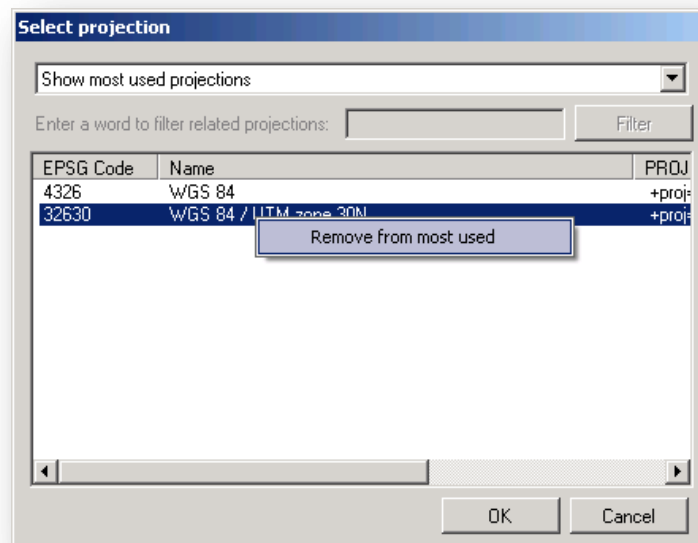 Select projection
Show most used projections
Enter a word to filter related projections: Filter
EPSG Code Name PROJ
4326 WGS 84 +proj=
32630 WGS 84 / UTM zone 30N +proj=
Remove from most used
OK Cancel